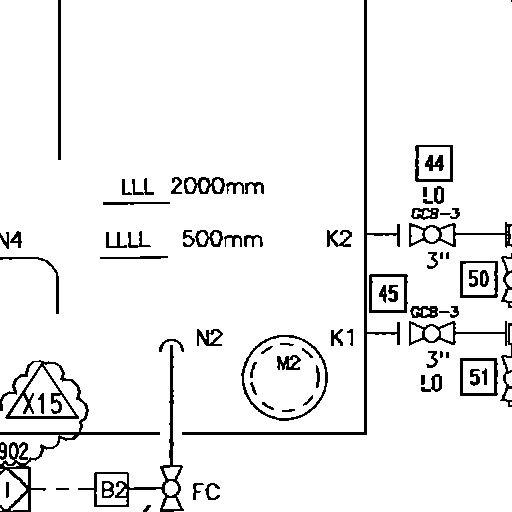 44
LO
LLL 2000mm
GCB-3
N4
LLLL 500mm
K2
3"
50
45
GCB-3
N2
K1
M2
3"
LO
51
X15
902
I
B2
FC